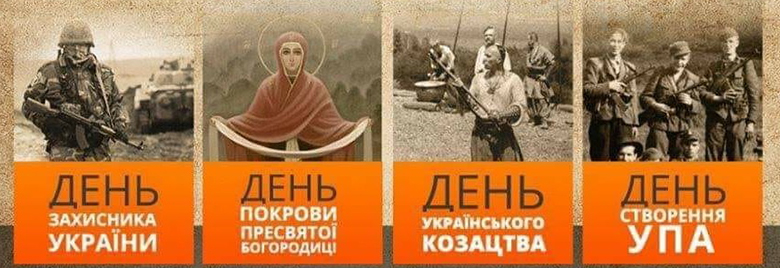 ДЕНЬ
ЗАХИСНИКА
УКРАЇНИ
ДЕНЬ
ПОКРОВИ
ПРЕСВЯТОЇ
БОГОРОДИЦІ
ДЕНЬ
УКРАЇНСЬКОГО
КОЗАЦТВА
ДЕНЬ
СТВОРЕННЯ
УПА